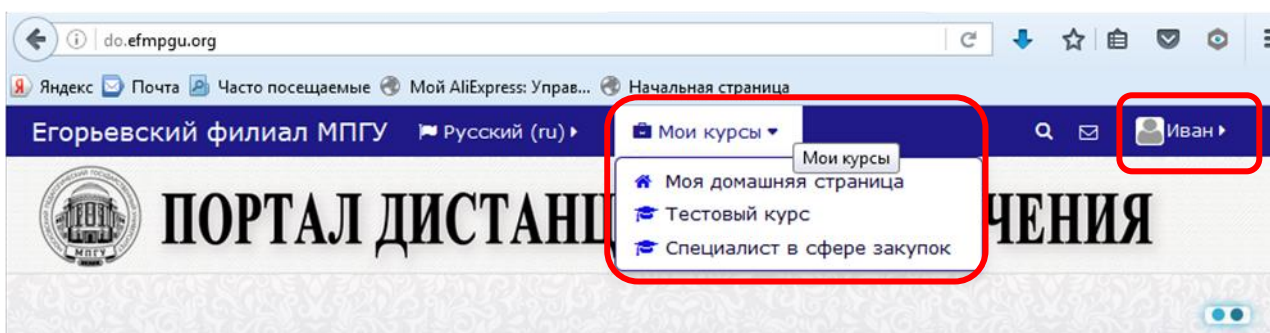 do.efmpgu.org
Яндекс Почта Часто посещаемые Мой AliExpress: Управ... Начальная страница
Егорьевский филиал МПГУ Русский (ru) Мои курсы Иван
Мои курсы
Моя домашняя страница
Тестовый курс
Специалист в сфере закупок
ПОРТАЛ ДИСТАНЦ ЧЕНИЯ
МПГУ